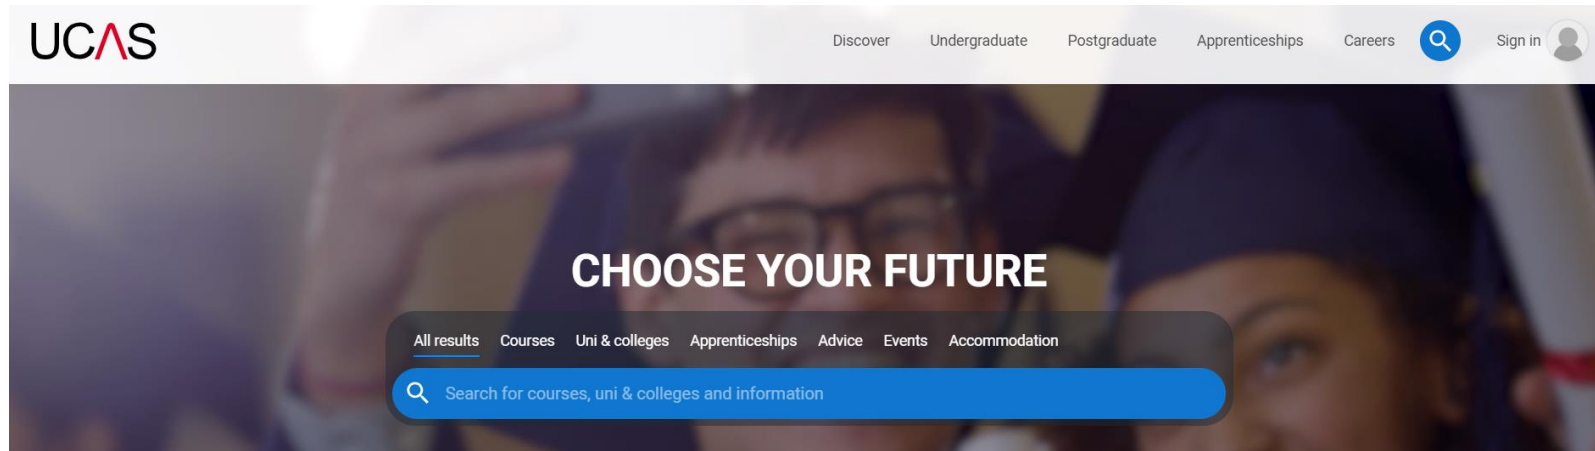 UCAS
Discover Undergraduate Postgraduate Apprenticeships Careers Sign in
CHOOSE YOUR FUTURE
All results Courses Uni & colleges Apprenticeships Advice Events Accommodation
Search for courses, uni & colleges and information